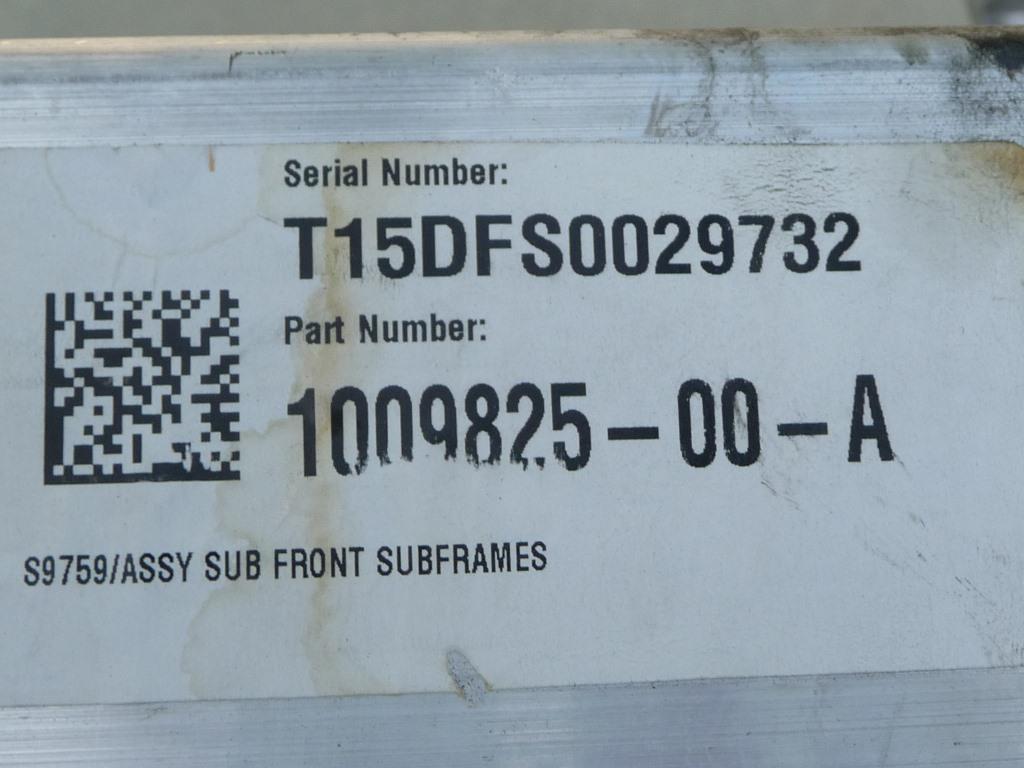 Serial Number:
T15DFS0029732
Part Number:
1009825-00-A
S9759/ASSY SUB FRONT SUBFRAMES